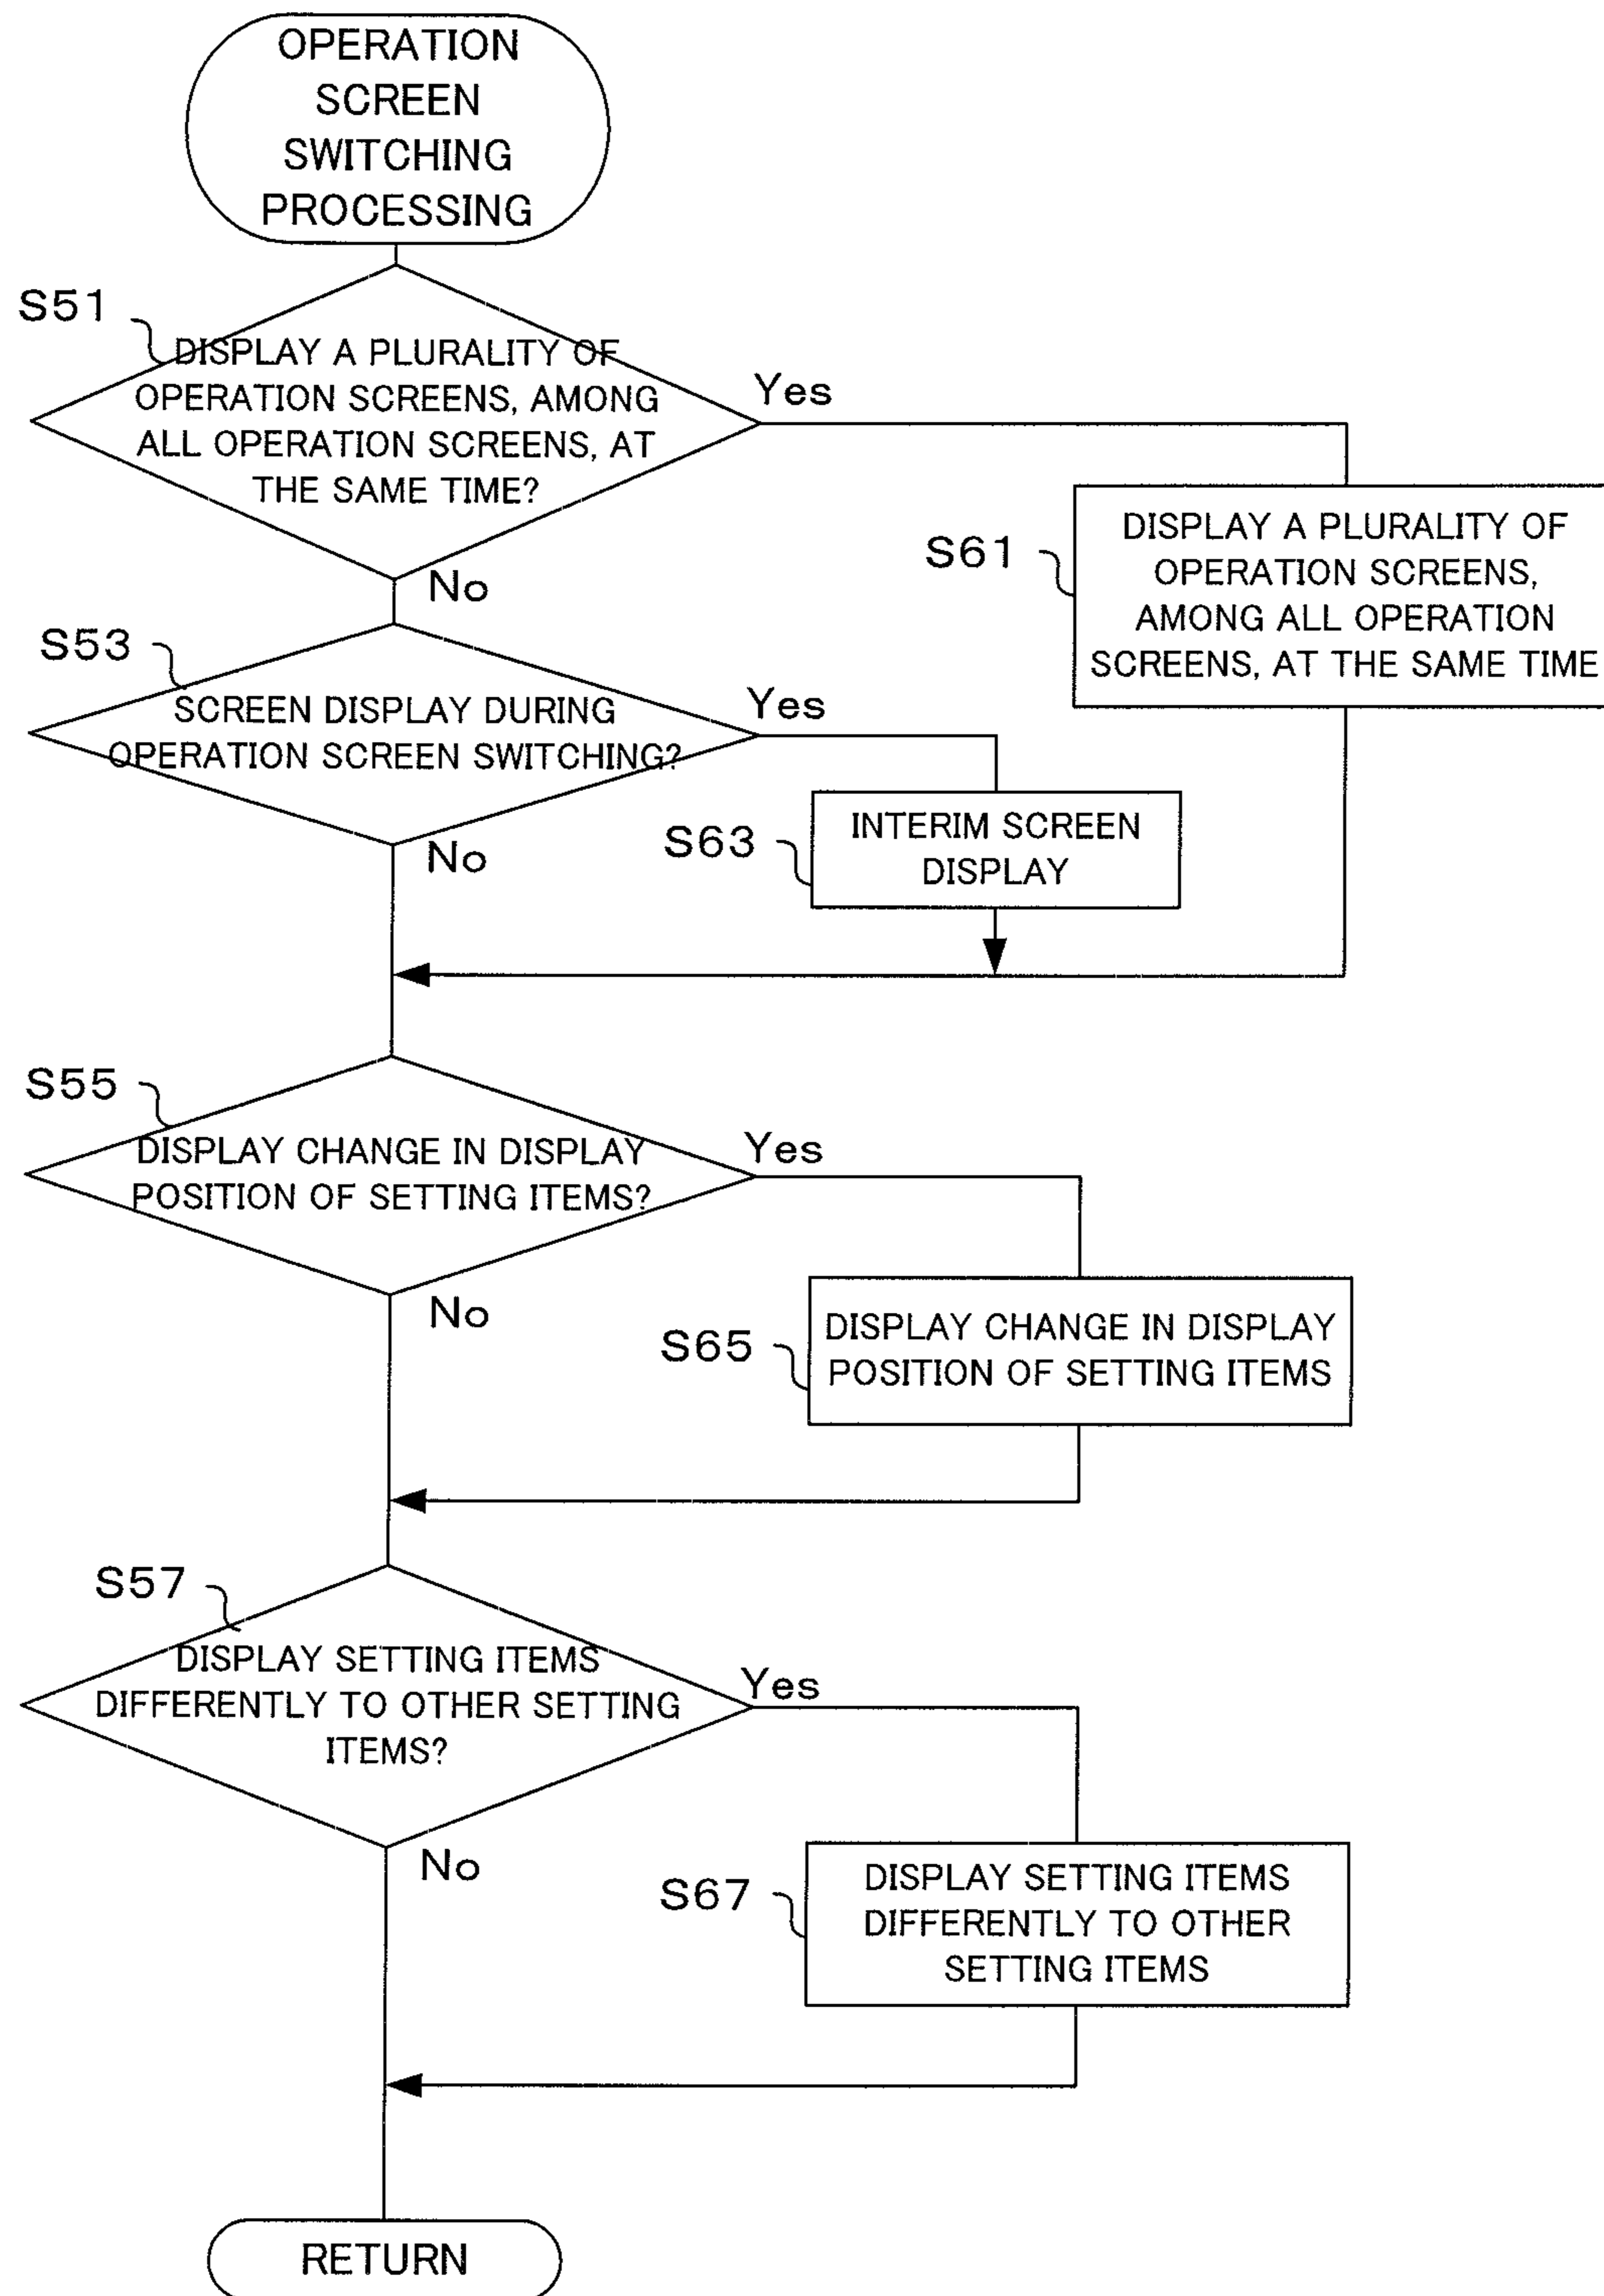 OPERATION
SCREEN
SWITCHING
PROCESSING
S51
DISPLAY A PLURALITY OF
OPERATION SCREENS, AMONG
ALL OPERATION SCREENS, AT
THE SAME TIME?
Yes
No
S61
DISPLAY A PLURALITY OF
OPERATION SCREENS,
AMONG ALL OPERATION
SCREENS, AT THE SAME TIME
S53
SCREEN DISPLAY DURING
OPERATION SCREEN SWITCHING?
Yes
No
S63
INTERIM SCREEN
DISPLAY
S55
DISPLAY CHANGE IN DISPLAY
POSITION OF SETTING ITEMS?
Yes
No
S65
DISPLAY CHANGE IN DISPLAY
POSITION OF SETTING ITEMS
S57
DISPLAY SETTING ITEMS
DIFFERENTLY TO OTHER SETTING
ITEMS?
Yes
No
S67
DISPLAY SETTING ITEMS
DIFFERENTLY TO OTHER
SETTING ITEMS
RETURN